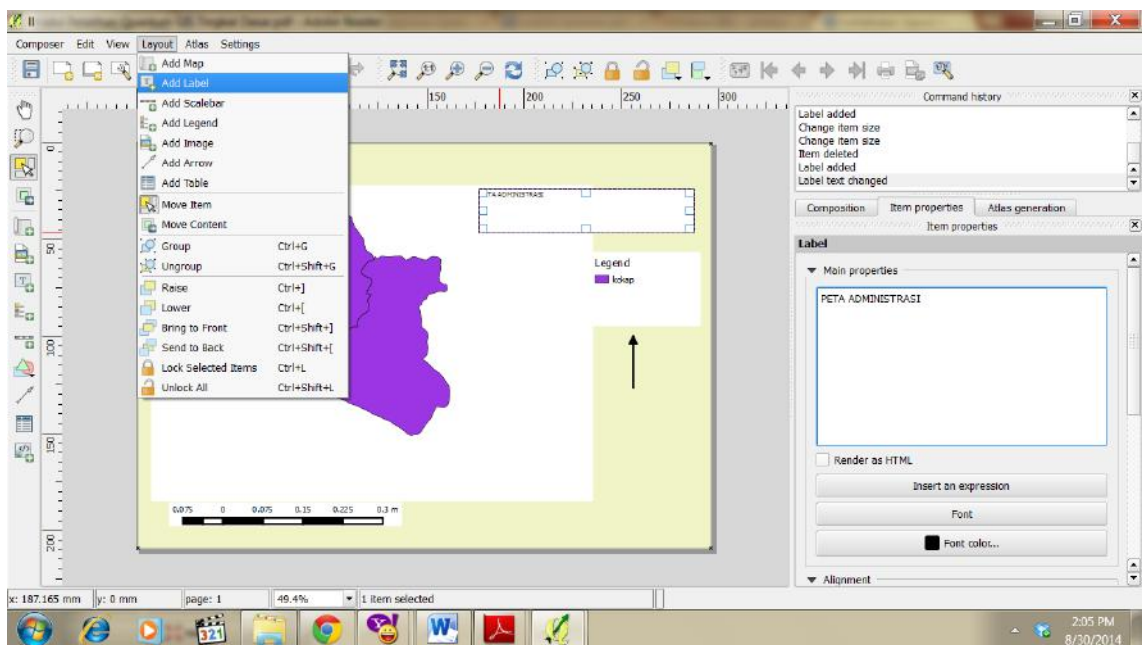 II
Composer Edit View Layout Atlas Settings
Add Map
Add Label
Add Scalebar
Add Legend
Add Image
Add Arrow
Add Table
Move Item
Move Content
Group Ctrl+G
Ungroup Ctrl+Shift+G
Raise Ctrl+]
Lower Ctrl+[
Bring to Front Ctrl+Shift+]
Send to Back Ctrl+Shift+[
Lock Selected Items Ctrl+L
Unlock All Ctrl+Shift+L
150 200 250 300
0
50
100
150
200
Legend
kokap
0.075 0 0.075 0.15 0.225 0.3 m
Command history
Label added
Change item size
Change item size
Item deleted
Label added
Label text changed
Composition Item properties Atlas generation
Item properties
Label
Main properties
PETA ADMINISTRASI
Render as HTML
Insert an expression
Font
Font color...
Alignment
x: 187.165 mm y: 0 mm page: 1 49.4% 1 item selected
321
2:05 PM
8/30/2014